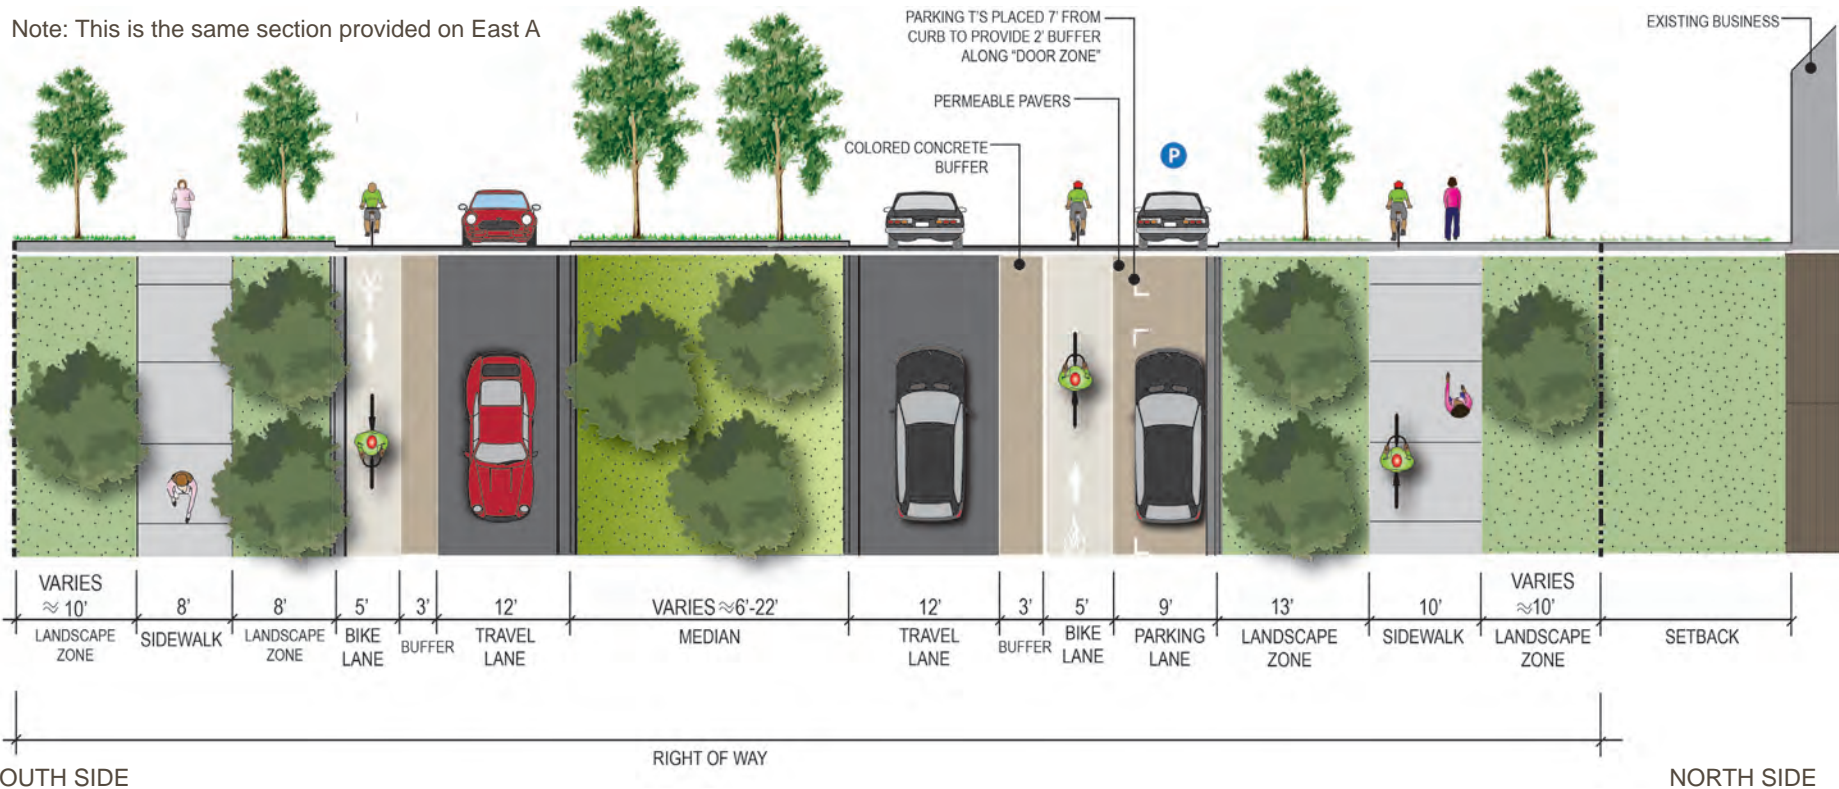 Note: This is the same section provided on East A
PARKING T'S PLACED 7' FROM
CURB TO PROVIDE 2' BUFFER
ALONG “DOOR ZONE”
EXISTING BUSINESS
PERMEABLE PAVERS
COLORED CONCRETE
BUFFER
P
VARIES
≈ 10'
8'
8'
5'
3'
12'
VARIES ≈6'-22'
12'
3'
5'
9'
13'
10'
VARIES
≈10'
LANDSCAPE
ZONE
SIDEWALK
LANDSCAPE
ZONE
BIKE
LANE
BUFFER
TRAVEL
LANE
MEDIAN
TRAVEL
LANE
BUFFER
BIKE
LANE
PARKING
LANE
LANDSCAPE
ZONE
SIDEWALK
LANDSCAPE
ZONE
SETBACK
RIGHT OF WAY
OUTH SIDE
NORTH SIDE